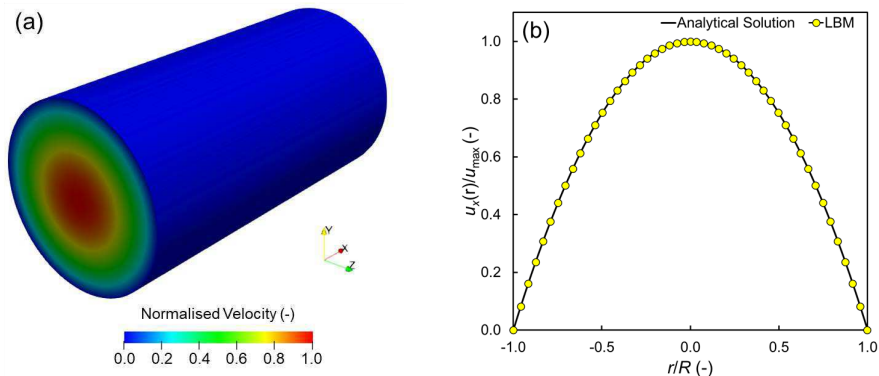 (a)
Y
X
Z
Normalised Velocity (-)
0.0 0.2 0.4 0.6 0.8 1.0
(b)
Analytical Solution LBM
uₓ(r)/uₘₐₓ (-)
1.0
0.8
0.6
0.4
0.2
0.0
-1.0 -0.5 0.0 0.5 1.0
r/R (-)